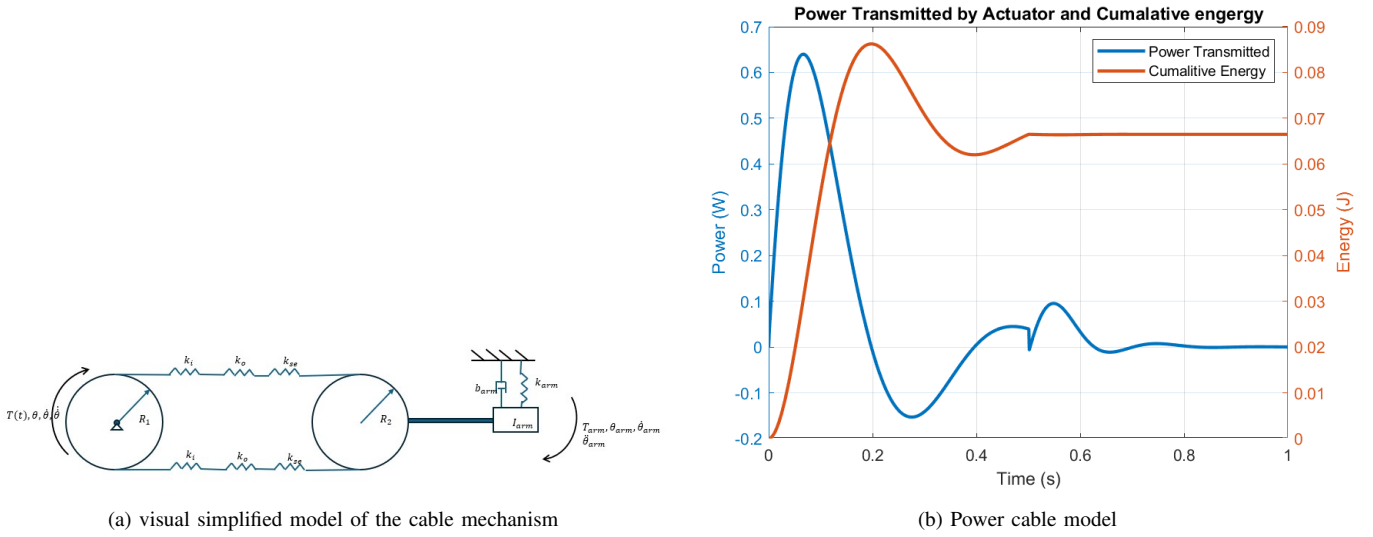 k_i k_o k_se
T(t), θ, θ̇, θ̈
R_1
R_2
b_arm
k_arm
I_arm
T_arm, θ_arm, θ̇_arm
θ̈_arm
k_i k_o k_se
(a) visual simplified model of the cable mechanism
Power Transmitted by Actuator and Cumalative engergy
Power Transmitted
Cumalitive Energy
Power (W)
0.7
0.6
0.5
0.4
0.3
0.2
0.1
0
-0.1
-0.2
0.09
0.08
0.07
0.06
0.05
0.04
0.03
0.02
0.01
0
Energy (J)
0 0.2 0.4 0.6 0.8 1
Time (s)
(b) Power cable model